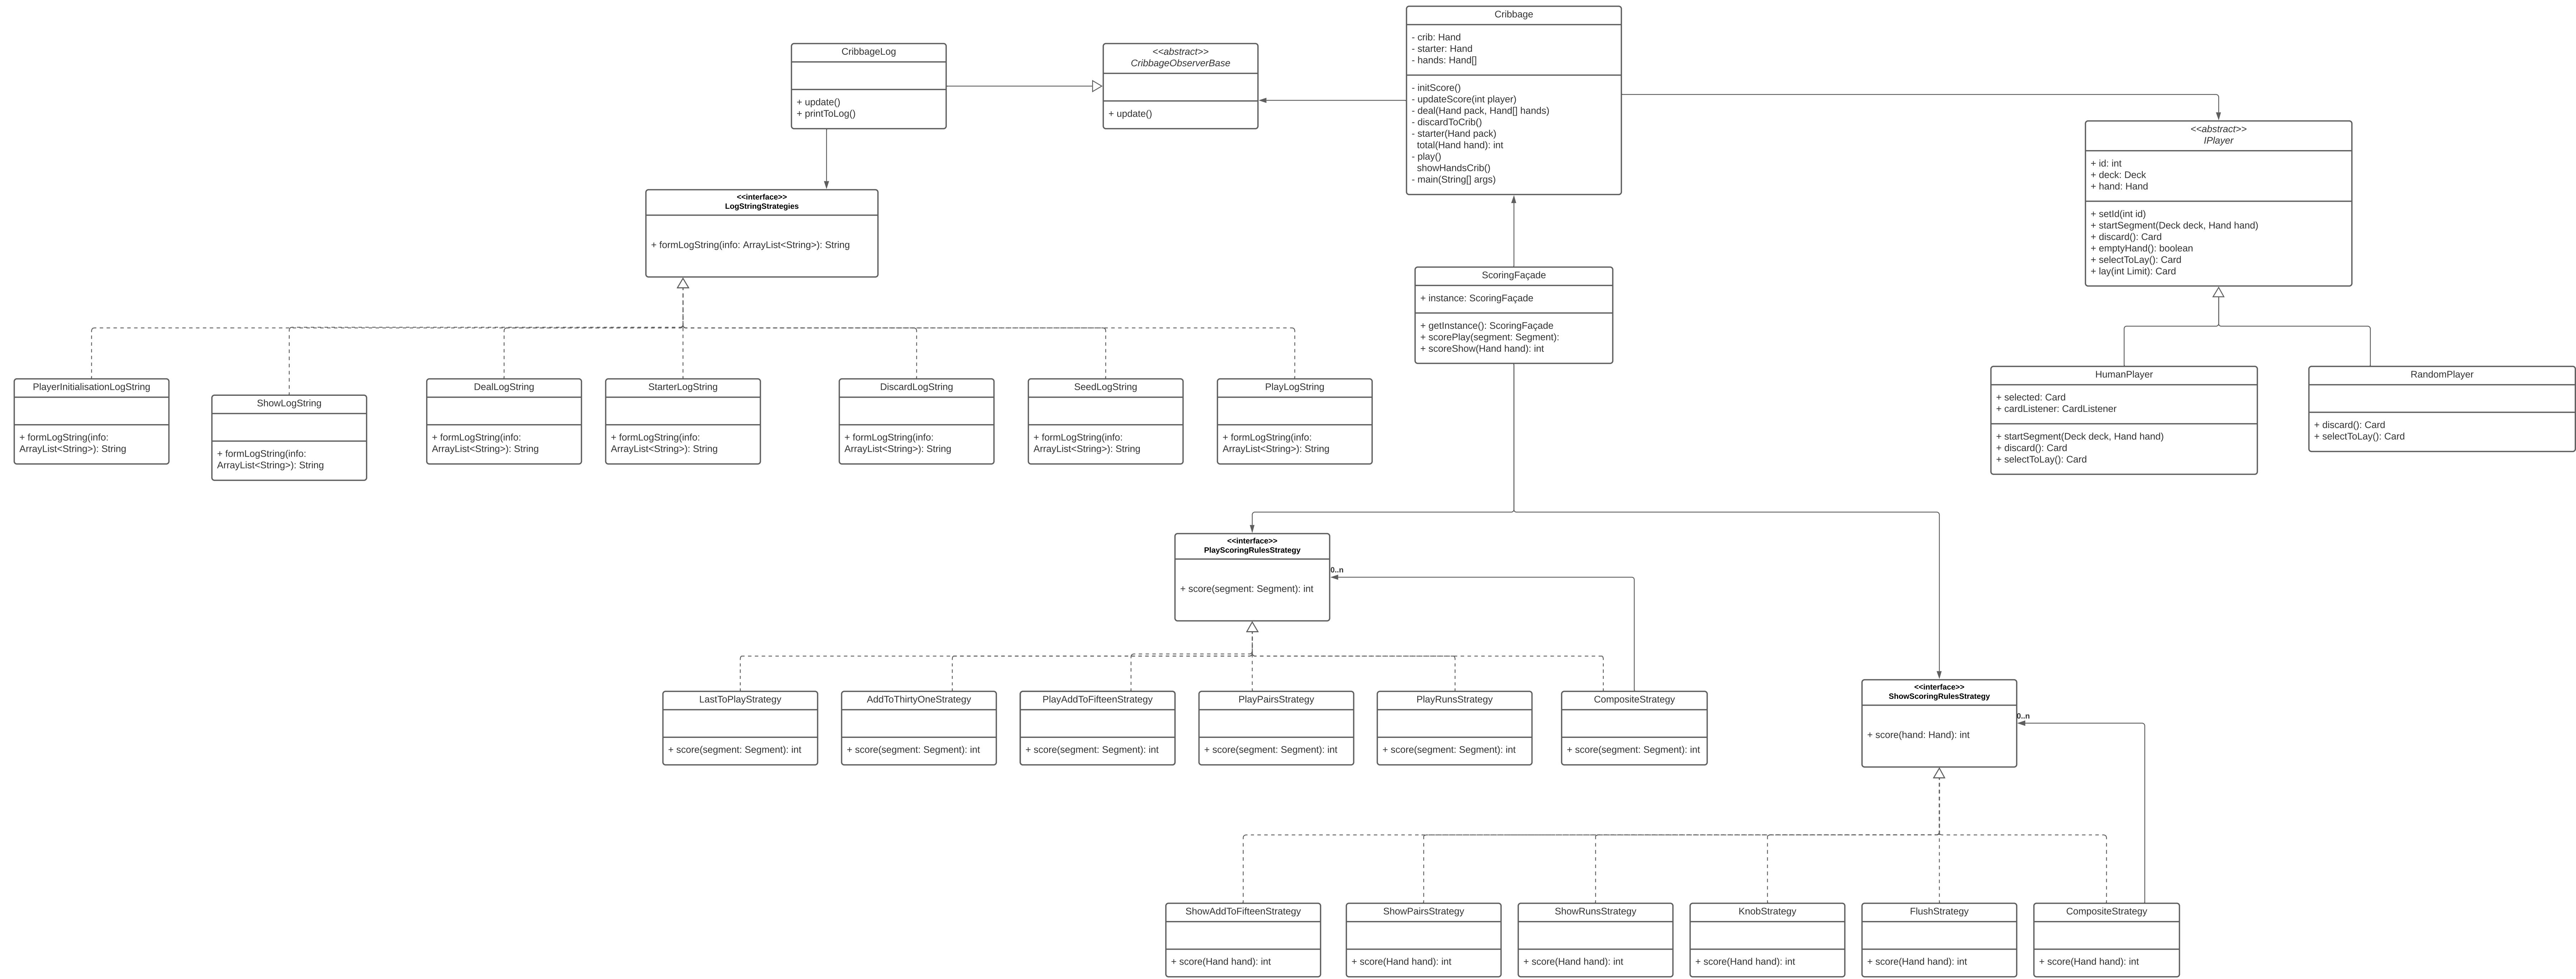 Cribbage
- crib: Hand
- starter: Hand
- hands: Hand[]
- initScore()
- updateScore(int player)
- deal(Hand pack, Hand[] hands)
- discardToCrib()
- starter(Hand pack)
total(Hand hand): int
- play()
showHandsCrib()
- main(String[] args)
CribbageLog
+ update()
+ printToLog()
<<abstract>>
CribbageObserverBase
+ update()
<<abstract>>
IPlayer
+ id: int
+ deck: Deck
+ hand: Hand
+ setId(int id)
+ startSegment(Deck deck, Hand hand)
+ discard(): Card
+ emptyHand(): boolean
+ selectToLay(): Card
+ lay(int Limit): Card
<<interface>>
LogStringStrategies
+ formLogString(info: ArrayList<String>): String
ScoringFaçade
+ instance: ScoringFaçade
+ getInstance(): ScoringFaçade
+ scorePlay(segment: Segment):
+ scoreShow(Hand hand): int
PlayerInitialisationLogString
+ formLogString(info:
ArrayList<String>): String
ShowLogString
+ formLogString(info:
ArrayList<String>): String
DealLogString
+ formLogString(info:
ArrayList<String>): String
StarterLogString
+ formLogString(info:
ArrayList<String>): String
DiscardLogString
+ formLogString(info:
ArrayList<String>): String
SeedLogString
+ formLogString(info:
ArrayList<String>): String
PlayLogString
+ formLogString(info:
ArrayList<String>): String
HumanPlayer
+ selected: Card
+ cardListener: CardListener
+ startSegment(Deck deck, Hand hand)
+ discard(): Card
+ selectToLay(): Card
RandomPlayer
+ discard(): Card
+ selectToLay(): Card
<<interface>>
PlayScoringRulesStrategy
+ score(segment: Segment): int
0..n
LastToPlayStrategy
+ score(segment: Segment): int
AddToThirtyOneStrategy
+ score(segment: Segment): int
PlayAddToFifteenStrategy
+ score(segment: Segment): int
PlayPairsStrategy
+ score(segment: Segment): int
PlayRunsStrategy
+ score(segment: Segment): int
CompositeStrategy
+ score(segment: Segment): int
<<interface>>
ShowScoringRulesStrategy
+ score(hand: Hand): int
0..n
ShowAddToFifteenStrategy
+ score(Hand hand): int
ShowPairsStrategy
+ score(Hand hand): int
ShowRunsStrategy
+ score(Hand hand): int
KnobStrategy
+ score(Hand hand): int
FlushStrategy
+ score(Hand hand): int
CompositeStrategy
+ score(Hand hand): int